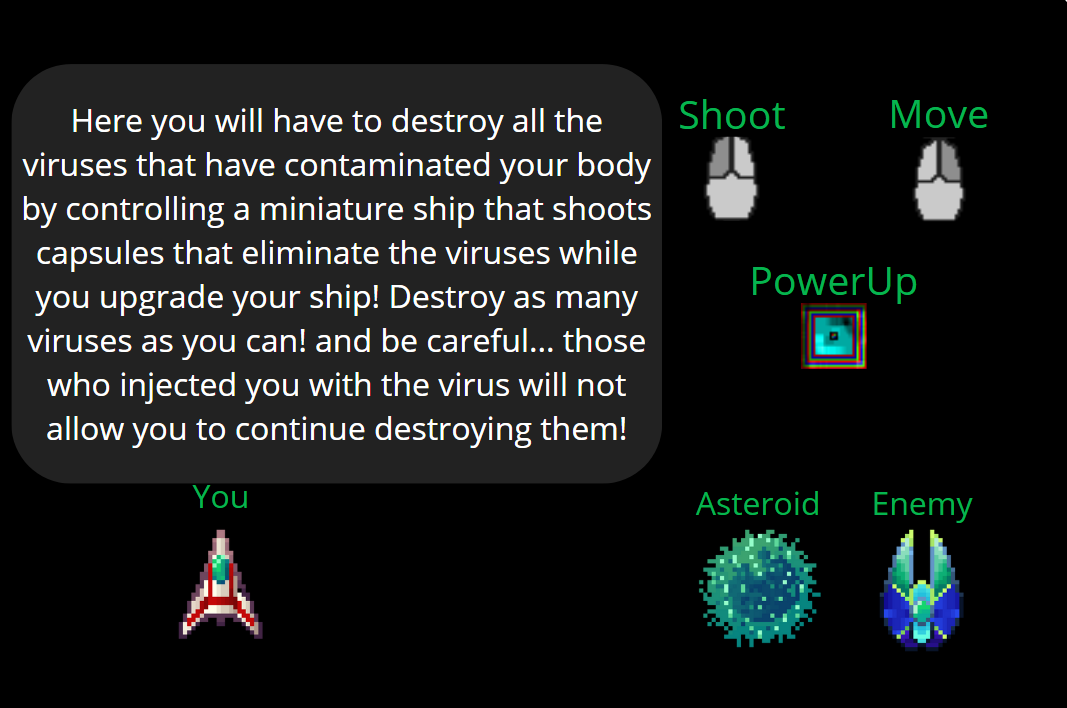 Here you will have to destroy all the
viruses that have contaminated your body
by controlling a miniature ship that shoots
capsules that eliminate the viruses while
you upgrade your ship! Destroy as many
viruses as you can! and be careful... those
who injected you with the virus will not
allow you to continue destroying them!
Shoot
Move
PowerUp
You
Asteroid
Enemy